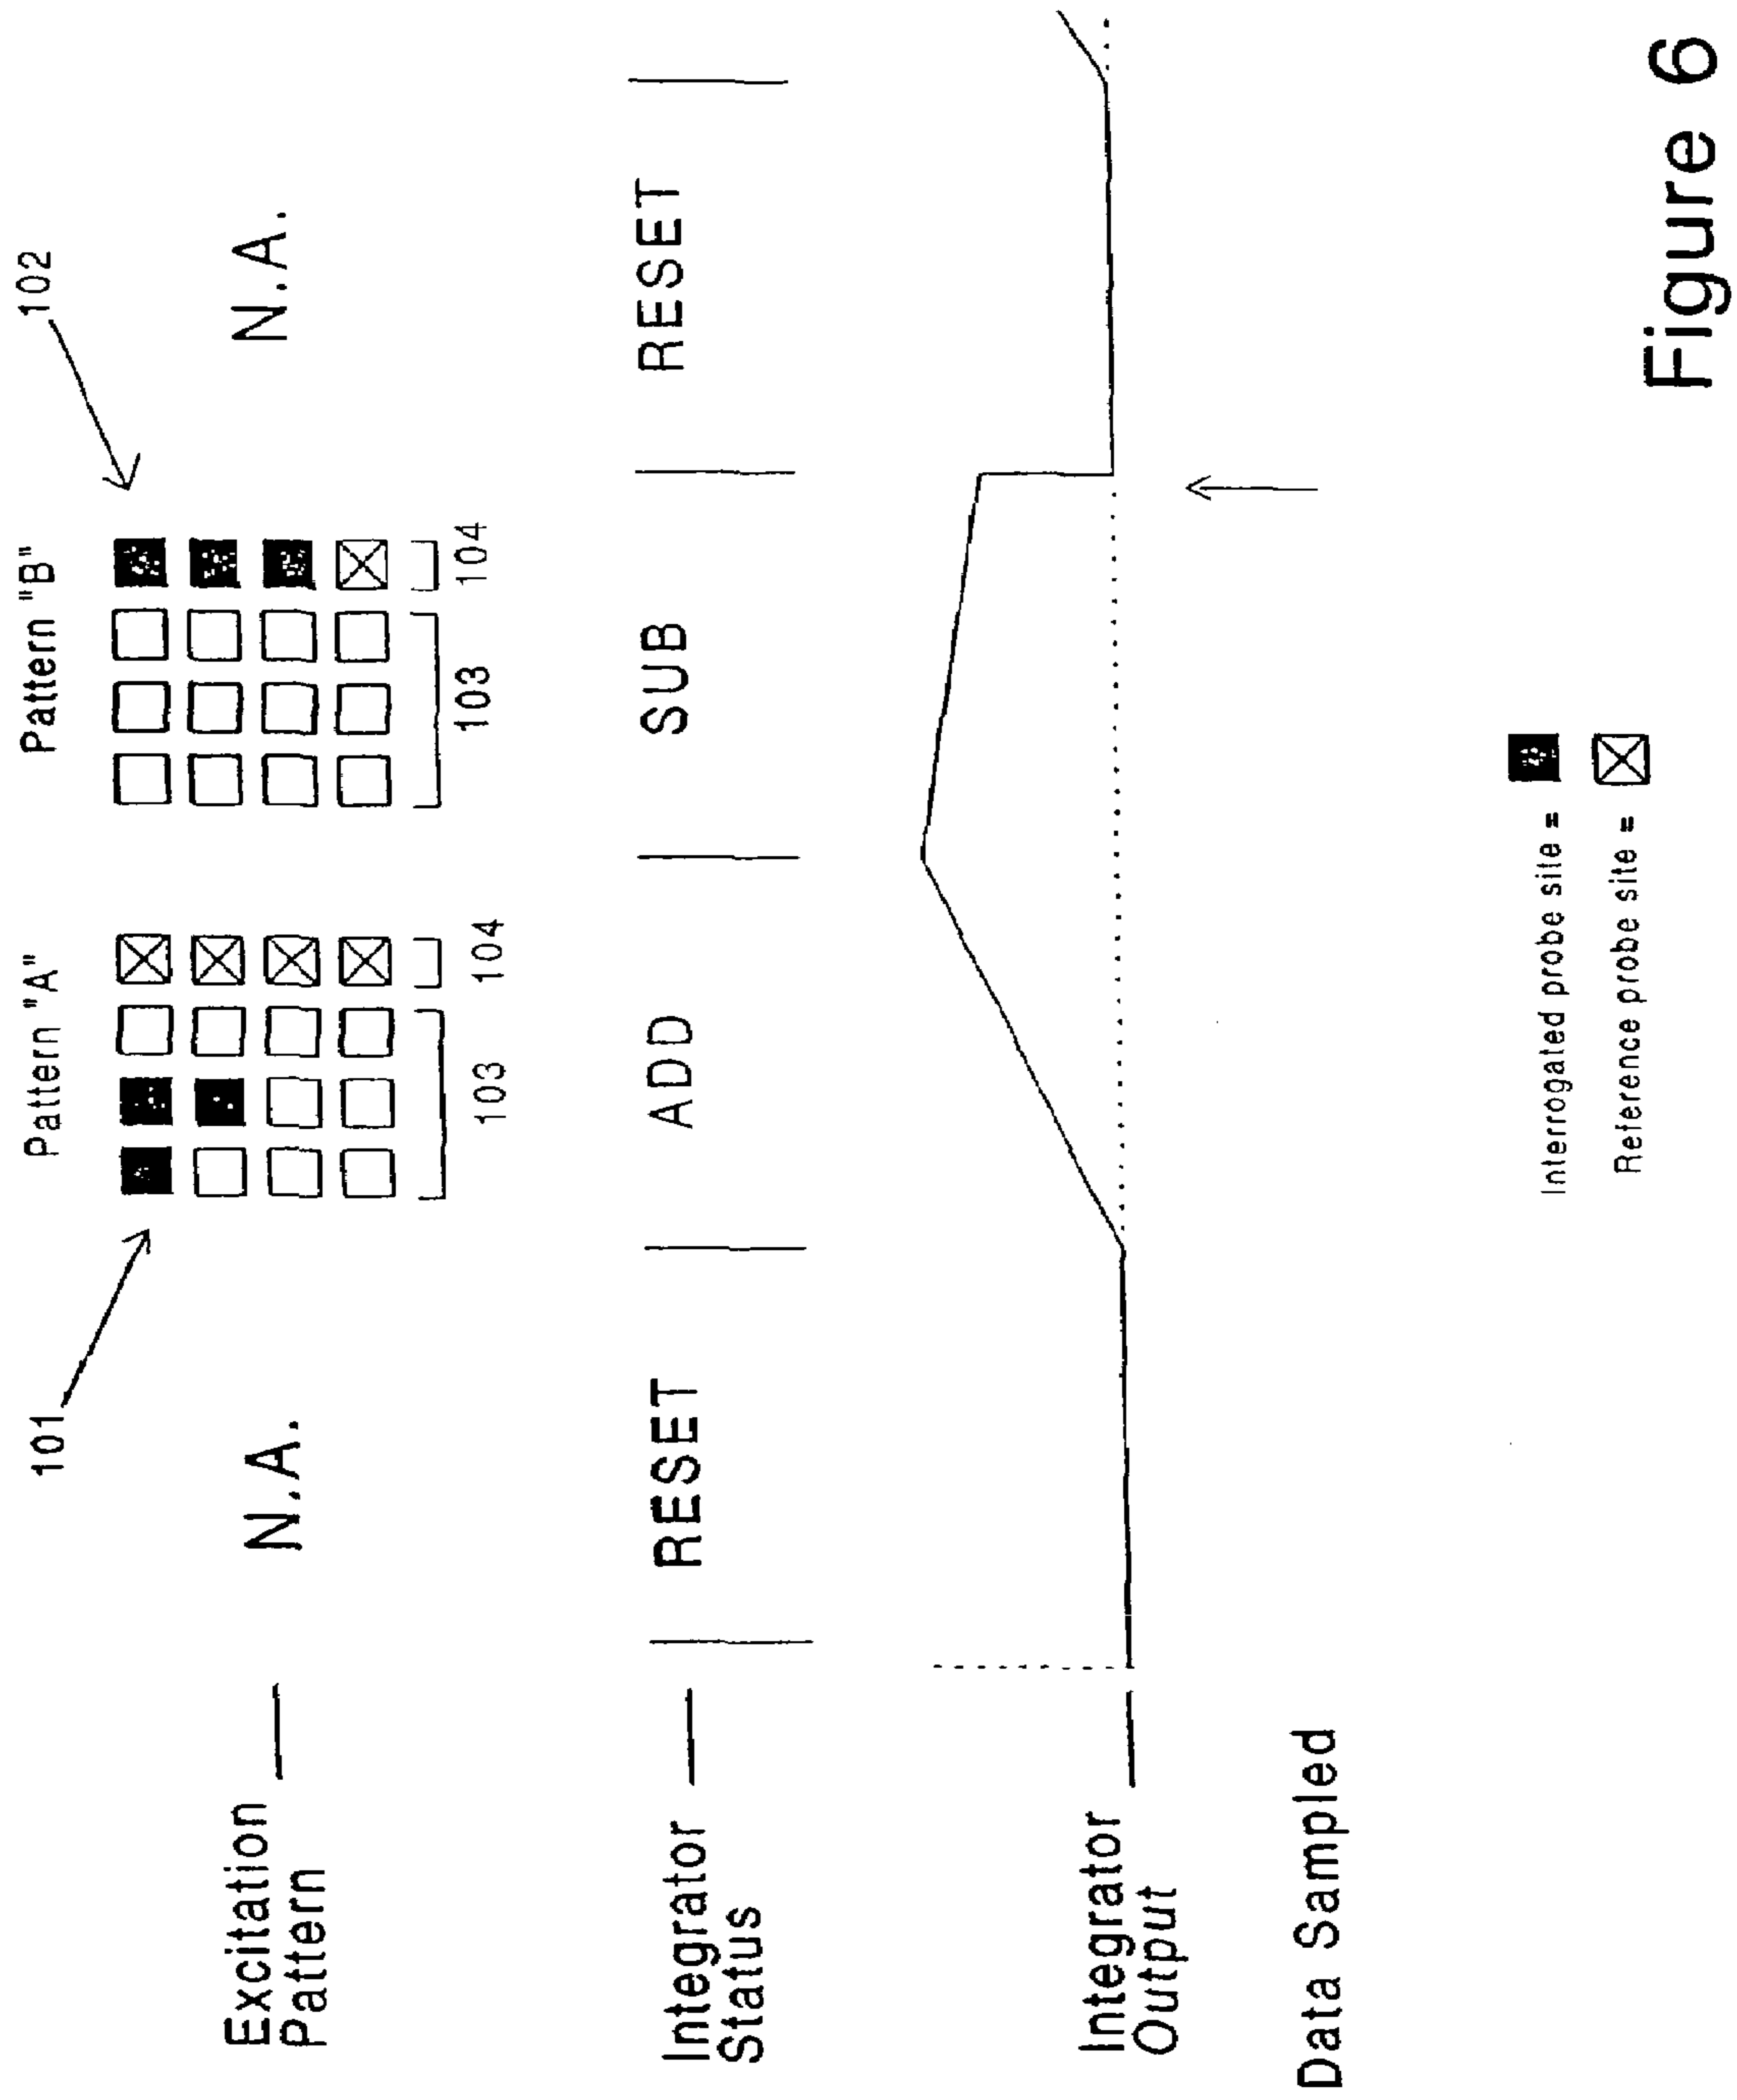 101
102
Pattern "A"
Pattern "B"
Excitation
Pattern
N.A.
N.A.
103
104
103
104
Integrator
Status
RESET
ADD
SUB
RESET
Integrator
Output
Data Sampled
Interrogated probe site =
Reference probe site =
Figure 6